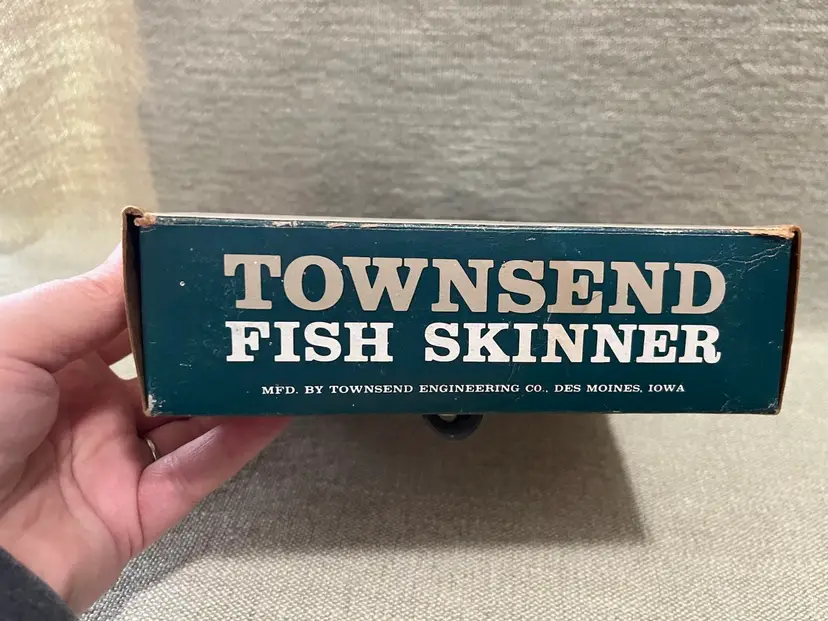 TOWNSEND
FISH SKINNER
MFD. BY TOWNSEND ENGINEERING CO., DES MOINES, IOWA